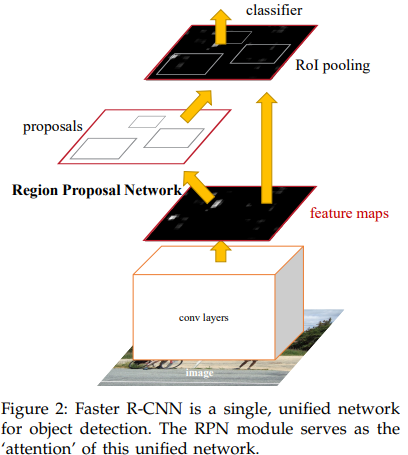 classifier
RoI pooling
proposals
Region Proposal Network
feature maps
conv layers
image
Figure 2: Faster R-CNN is a single, unified network
for object detection. The RPN module serves as the
‘attention’ of this unified network.